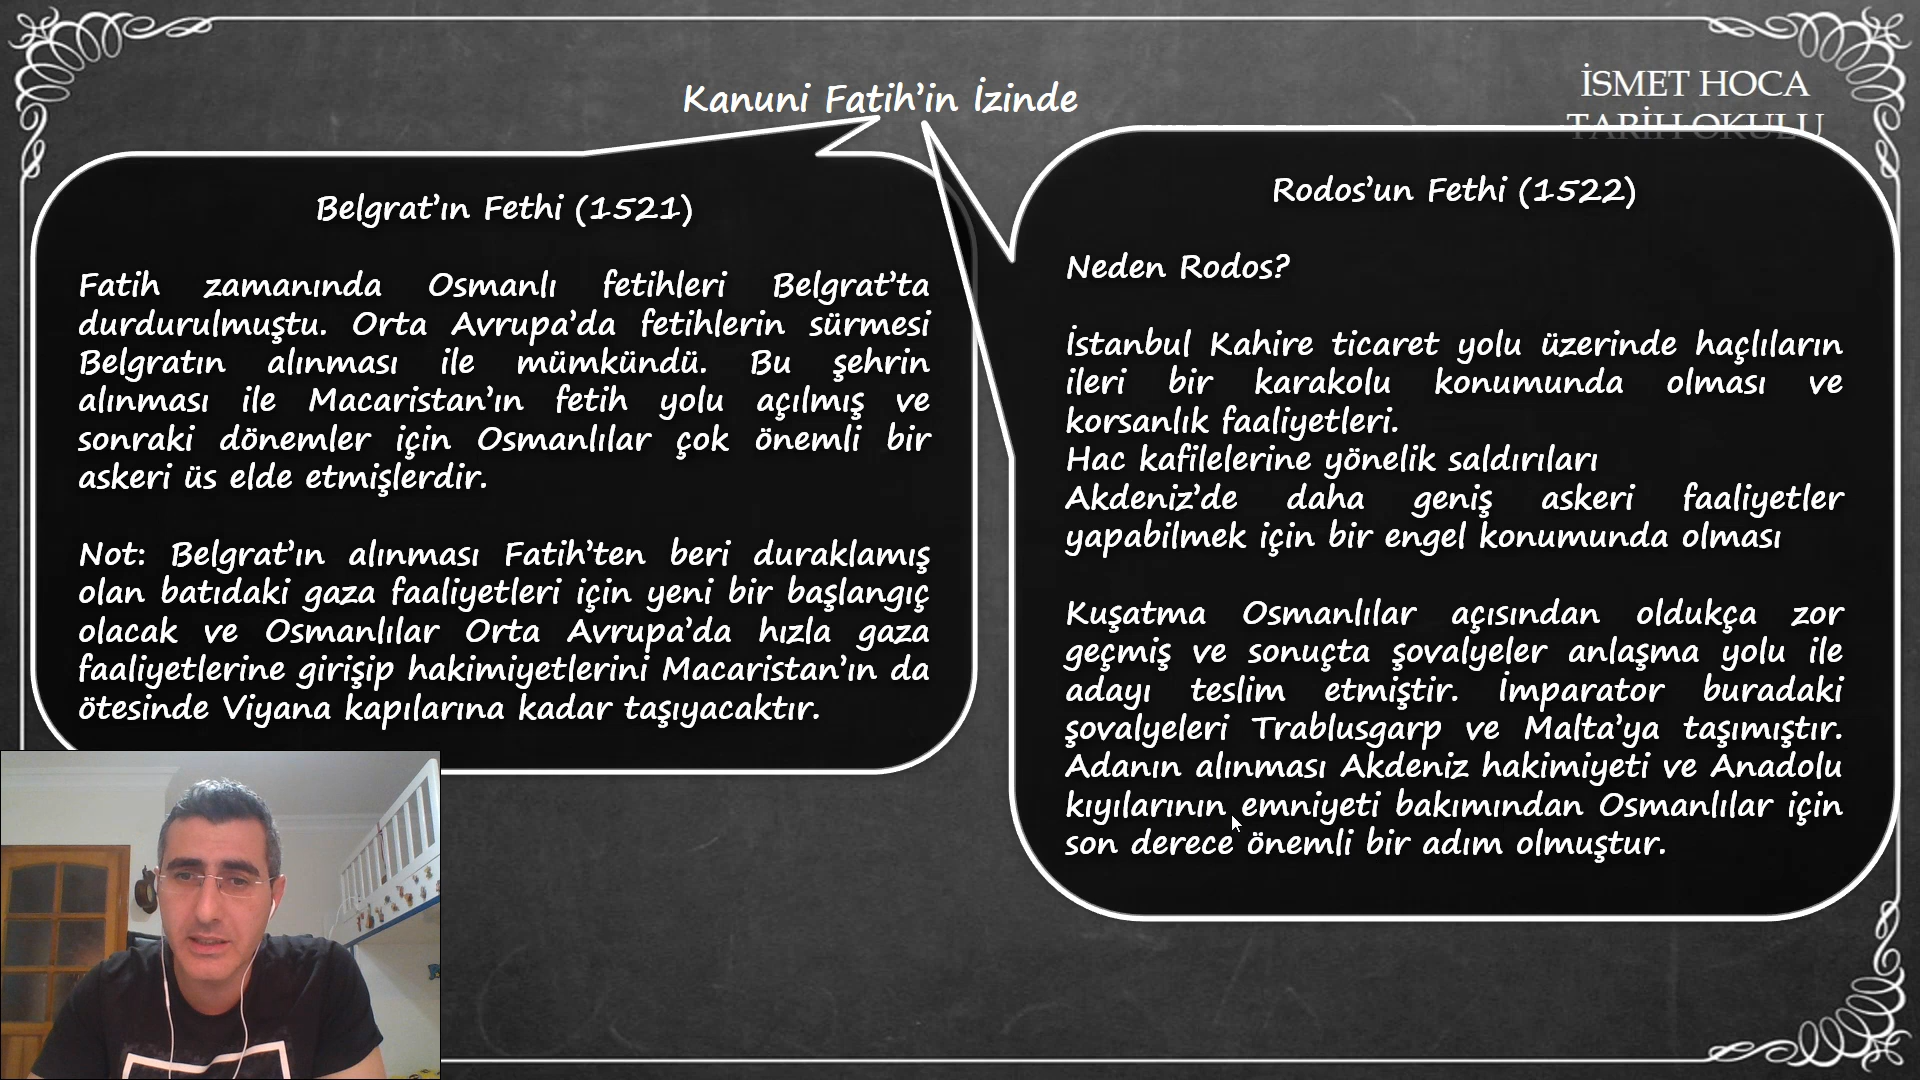 Kanuni Fatih’in İzinde
İSMET HOCA
TARİH OKULU
Belgrat’ın Fethi (1521)
Fatih zamanında Osmanlı fetihleri Belgrat’ta
durdurulmuştu. Orta Avrupa’da fetihlerin sürmesi
Belgratın alınması ile mümkündü. Bu şehrin
alınması ile Macaristan’ın fetih yolu açılmış ve
sonraki dönemler için Osmanlılar çok önemli bir
askeri üs elde etmişlerdir.
Not: Belgrat’ın alınması Fatih’ten beri duraklamış
olan batıdaki gaza faaliyetleri için yeni bir başlangıç
olacak ve Osmanlılar Orta Avrupa’da hızla gaza
faaliyetlerine girişip hakimiyetlerini Macaristan’ın da
ötesinde Viyana kapılarına kadar taşıyacaktır.
Rodos’un Fethi (1522)
Neden Rodos?
İstanbul Kahire ticaret yolu üzerinde haçlıların
ileri bir karakolu konumunda olması ve
korsanlık faaliyetleri.
Hac kafilelerine yönelik saldırıları
Akdeniz’de daha geniş askeri faaliyetler
yapabilmek için bir engel konumunda olması
Kuşatma Osmanlılar açısından oldukça zor
geçmiş ve sonuçta şovalyeler anlaşma yolu ile
adayı teslim etmiştir. İmparator buradaki
şovalyeleri Trablusgarp ve Malta’ya taşımıştır.
Adanın alınması Akdeniz hakimiyeti ve Anadolu
kıyılarının emniyeti bakımından Osmanlılar için
son derece önemli bir adım olmuştur.